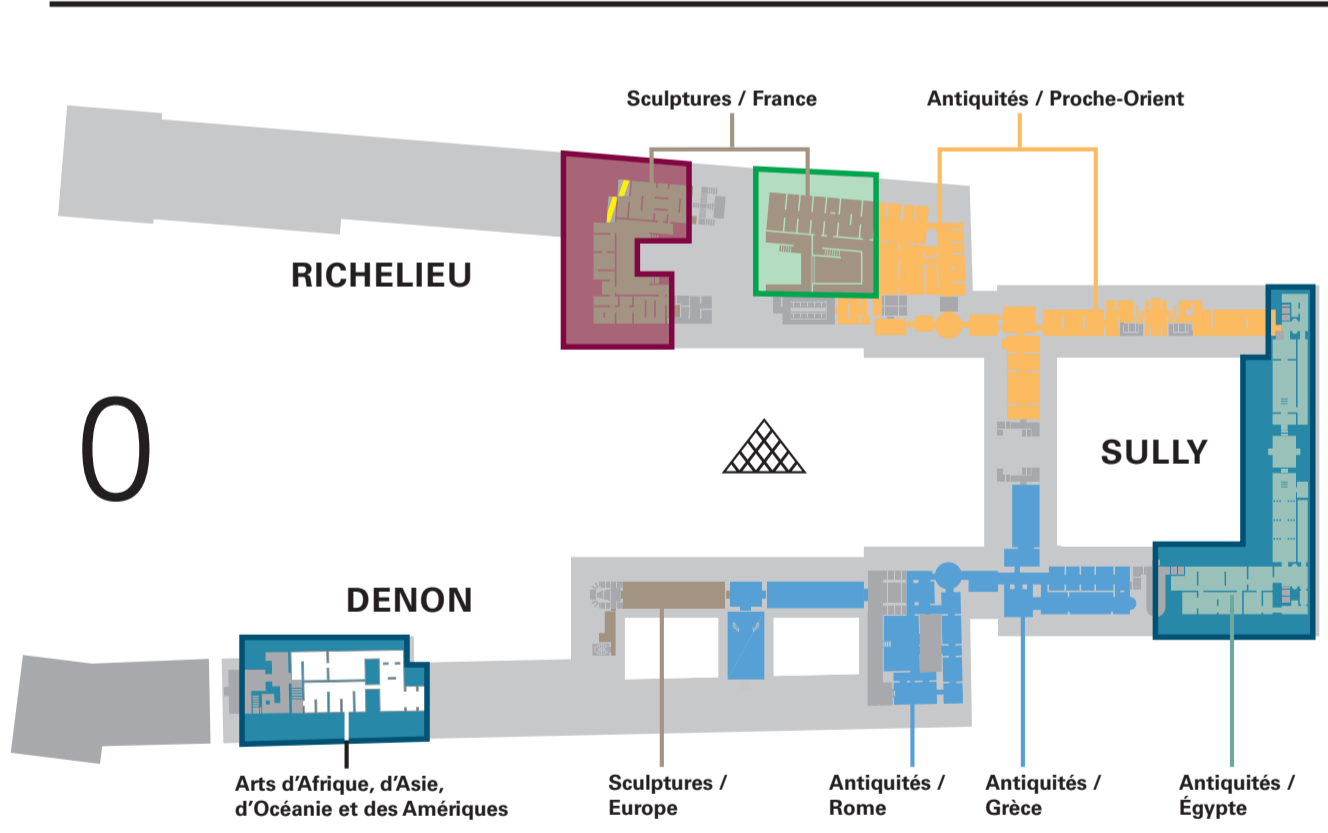 Sculptures / France
Antiquités / Proche-Orient
RICHELIEU
0
SULLY
DENON
Arts d'Afrique, d'Asie,
d'Océanie et des Amériques
Sculptures /
Europe
Antiquités /
Rome
Antiquités /
Grèce
Antiquités /
Égypte